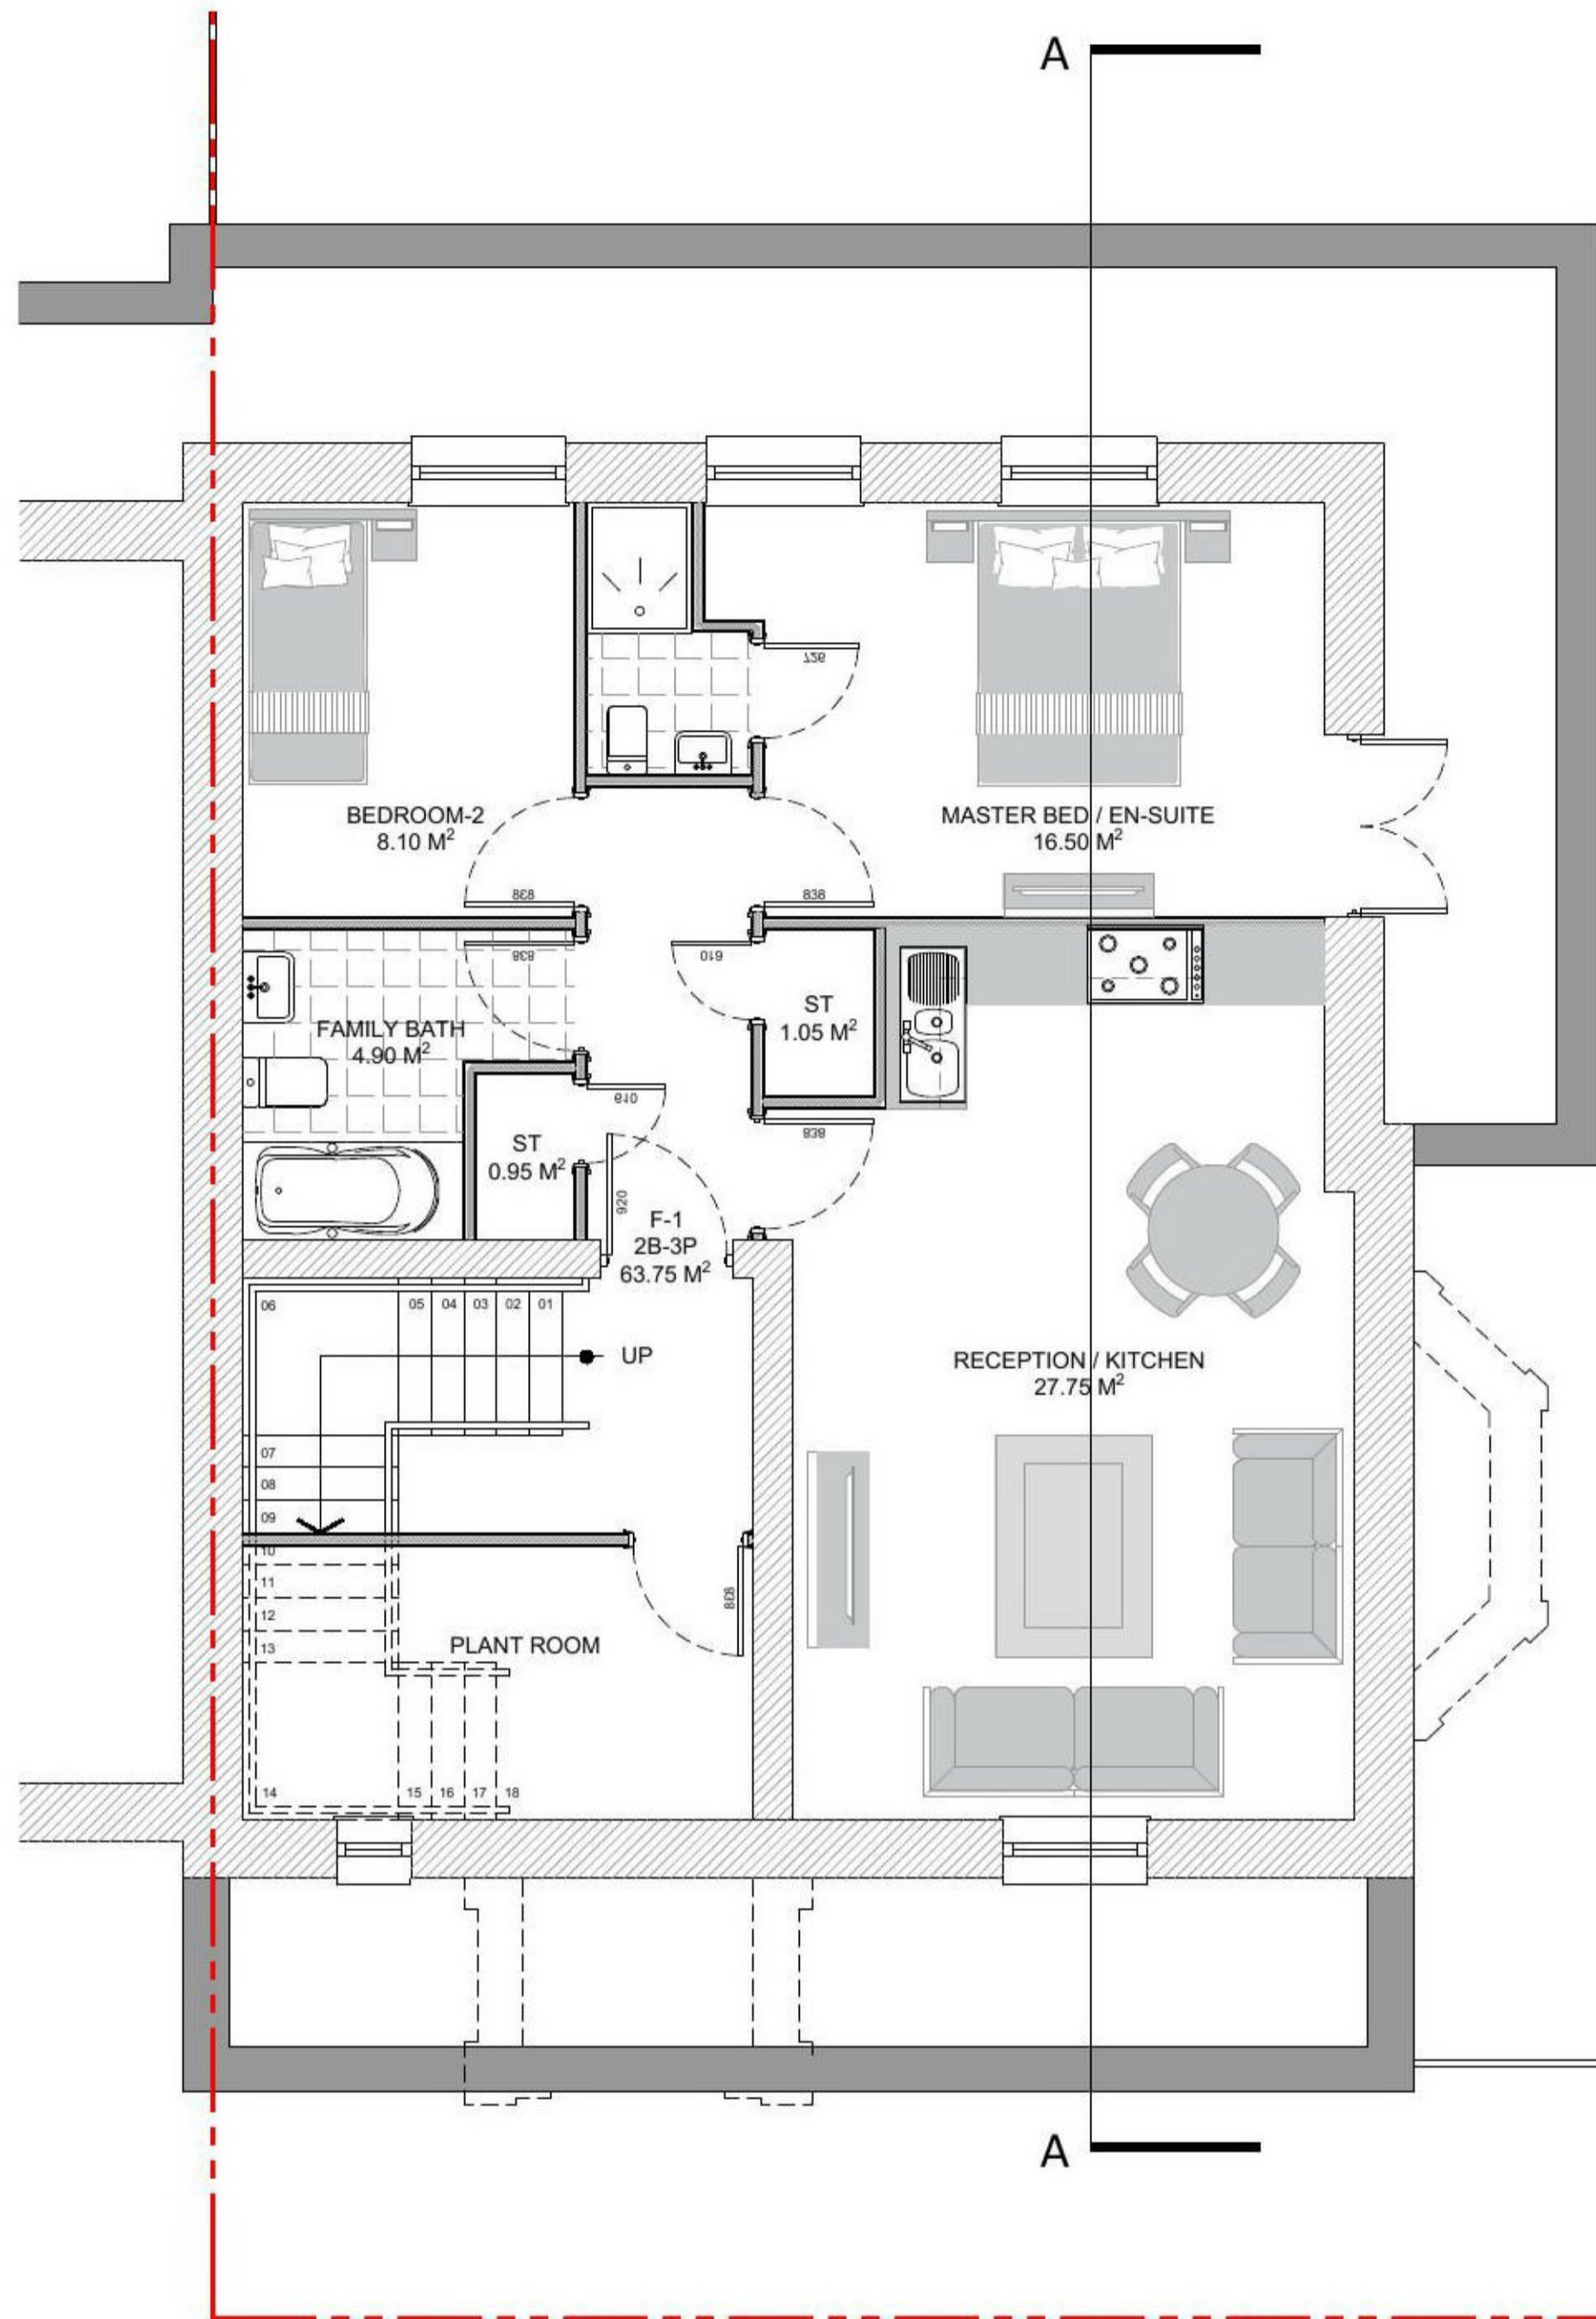 A
726
BEDROOM-2
8.10 M²
MASTER BED / EN-SUITE
16.50 M²
838
838
838
610
ST
1.05 M²
FAMILY BATH
4.90 M²
610
838
ST
0.95 M²
920
F-1
2B-3P
63.75 M²
06
05
04
03
02
01
UP
RECEPTION / KITCHEN
27.75 M²
07
08
09
10
11
12
13
838
PLANT ROOM
14
15
16
17
18
A